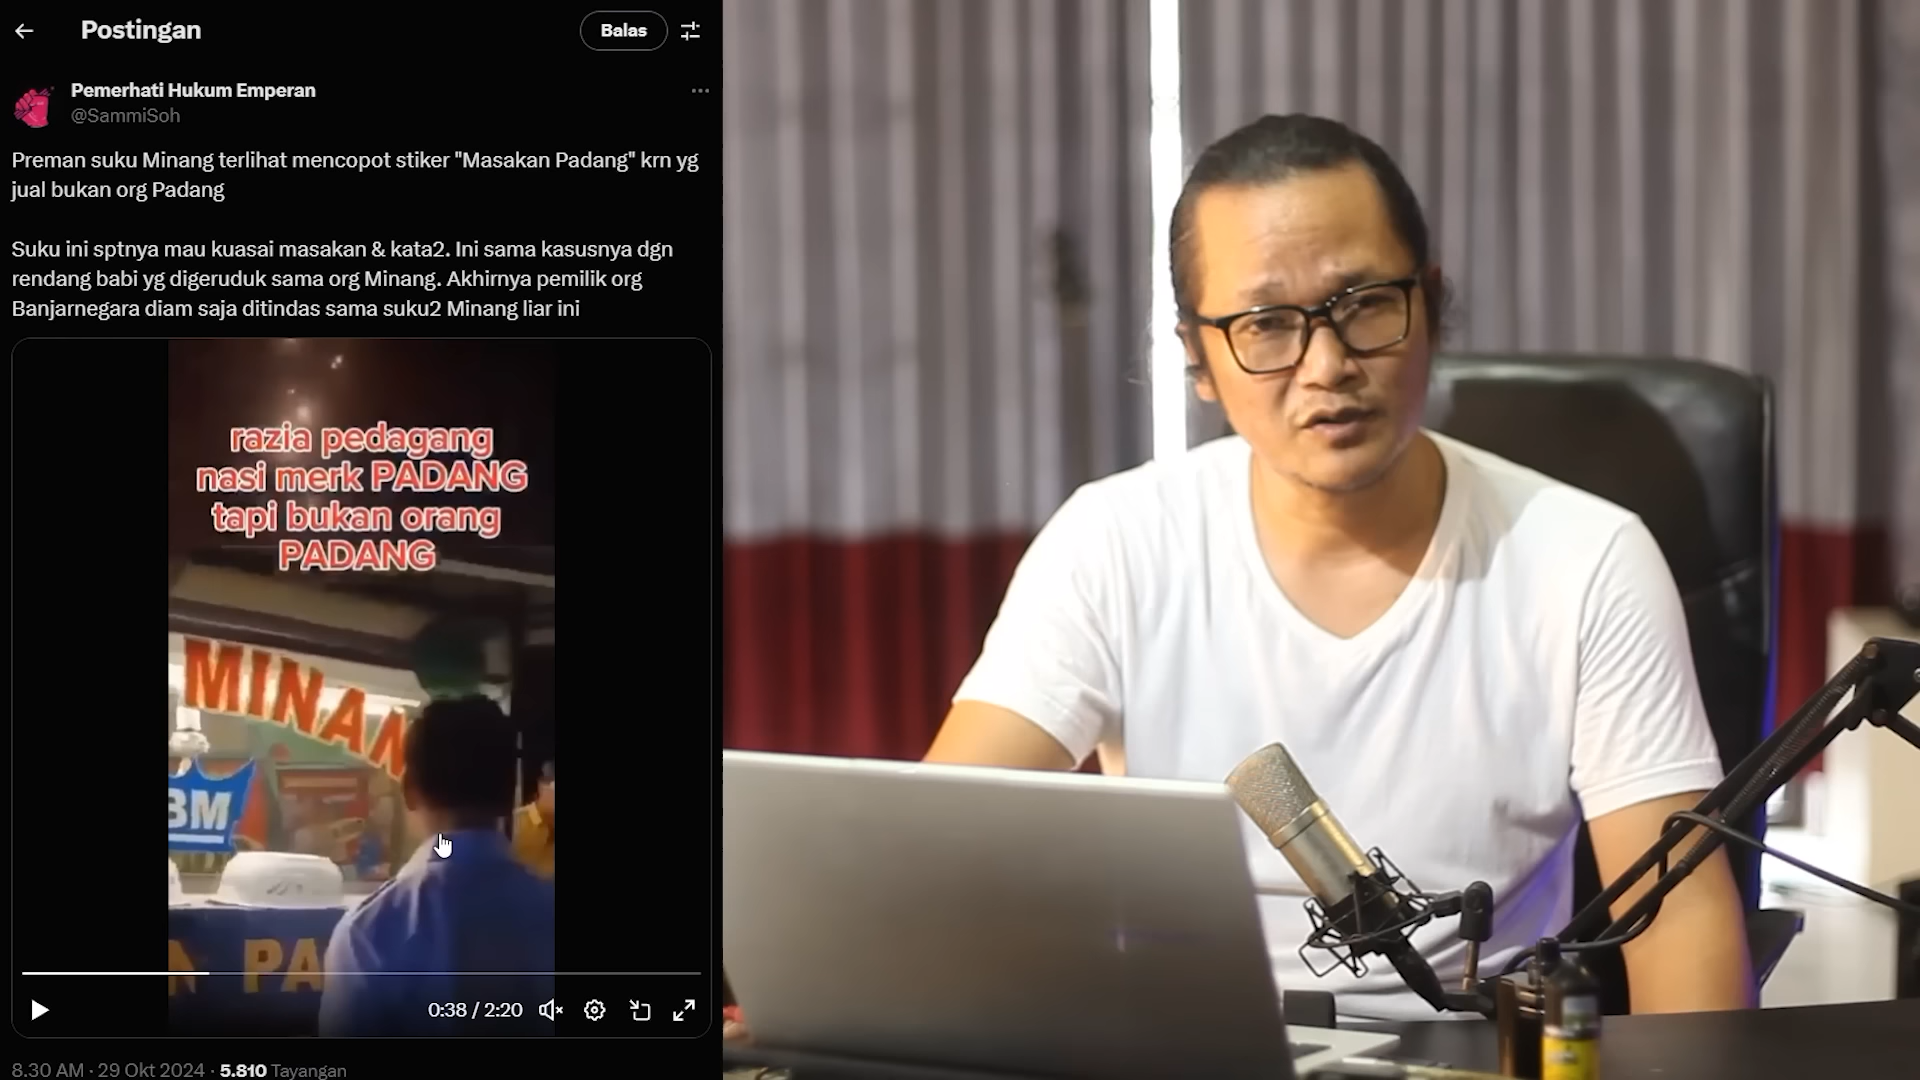 Postingan
Balas
Pemerhati Hukum Emperan
@SammiSoh
Preman suku Minang terlihat mencopot stiker "Masakan Padang" krn yg
jual bukan org Padang
Suku ini sptnya mau kuasai masakan & kata2. Ini sama kasusnya dgn
rendang babi yg digeruduk sama org Minang. Akhirnya pemilik org
Banjarnegara diam saja ditindas sama suku2 Minang liar ini
razia pedagang
nasi merk PADANG
tapi bukan orang
PADANG
MINAN
BM
PA
0:38 / 2:20
8.30 AM · 29 Okt 2024 · 5.810 Tayangan